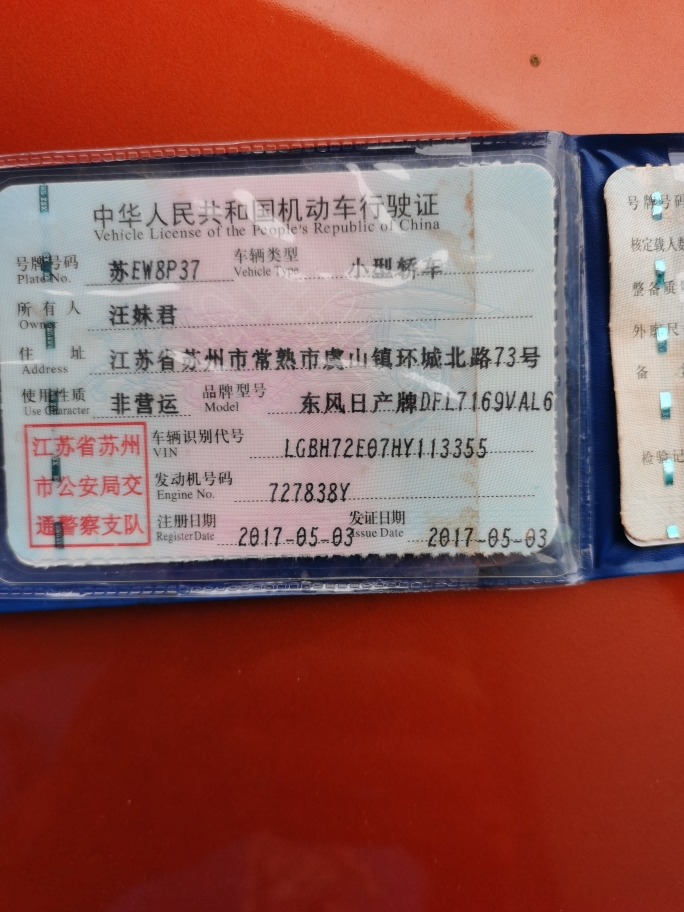 中华人民共和国机动车行驶证
Vehicle License of the People's Republic of China
号牌号码 苏EW8P37 车辆类型 小型轿车
Plate No. Vehicle Type
所有人 汪妹君
Owner
住址 江苏省苏州市常熟市虞山镇环城北路73号
Address
使用性质 非营运 品牌型号 东风日产牌DFL7169VAL6
Use Character Model
江苏省苏州 车辆识别代号 LGBH72E07HY113355
VIN
市公安局交 发动机号码 727838Y
Engine No.
通警察支队 注册日期 2017-05-03 发证日期 2017-05-03
Register Date Issue Date
号牌号码
核定载人数
整备质
外廓尺
备
检验记